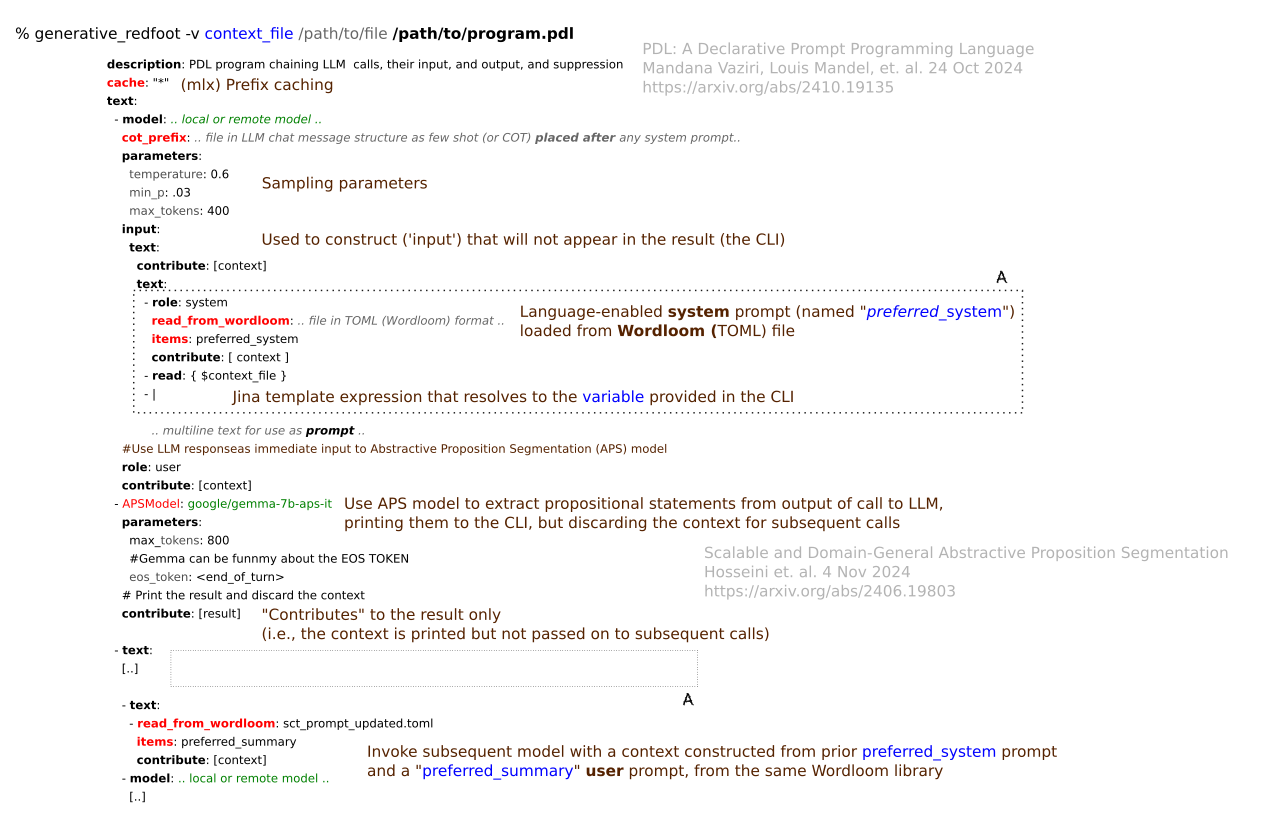 % generative_redfoot -v context_file /path/to/file /path/to/program.pdl
PDL: A Declarative Prompt Programming Language
Mandana Vaziri, Louis Mandel, et. al. 24 Oct 2024
https://arxiv.org/abs/2410.19135
description: PDL program chaining LLM  calls, their input, and output, and suppression
cache: "*"
(mlx) Prefix caching
text:
- model: .. local or remote model ..
cot_prefix: .. file in LLM chat message structure as few shot (or COT) placed after any system prompt..
parameters:
temperature: 0.6
min_p: .03
Sampling parameters
max_tokens: 400
input:
Used to construct ('input') that will not appear in the result (the CLI)
text:
contribute: [context]
text:
A
- role: system
read_from_wordloom: .. file in TOML (Wordloom) format ..
Language-enabled system prompt (named "preferred_system")
loaded from Wordloom (TOML) file
items: preferred_system
contribute: [ context ]
- read: { $context_file }
- |
Jina template expression that resolves to the variable provided in the CLI
.. multiline text for use as prompt ..
#Use LLM responseas immediate input to Abstractive Proposition Segmentation (APS) model
role: user
contribute: [context]
- APSModel: google/gemma-7b-aps-it
Use APS model to extract propositional statements from output of call to LLM,
printing them to the CLI, but discarding the context for subsequent calls
parameters:
max_tokens: 800
#Gemma can be funnmy about the EOS TOKEN
eos_token: <end_of_turn>
Scalable and Domain-General Abstractive Proposition Segmentation
Hosseini et. al. 4 Nov 2024
https://arxiv.org/abs/2406.19803
# Print the result and discard the context
contribute: [result]
"Contributes" to the result only
(i.e., the context is printed but not passed on to subsequent calls)
- text:
[..]
A
- text:
- read_from_wordloom: sct_prompt_updated.toml
items: preferred_summary
contribute: [context]
Invoke subsequent model with a context constructed from prior preferred_system prompt
and a "preferred_summary" user prompt, from the same Wordloom library
- model: .. local or remote model ..
[..]